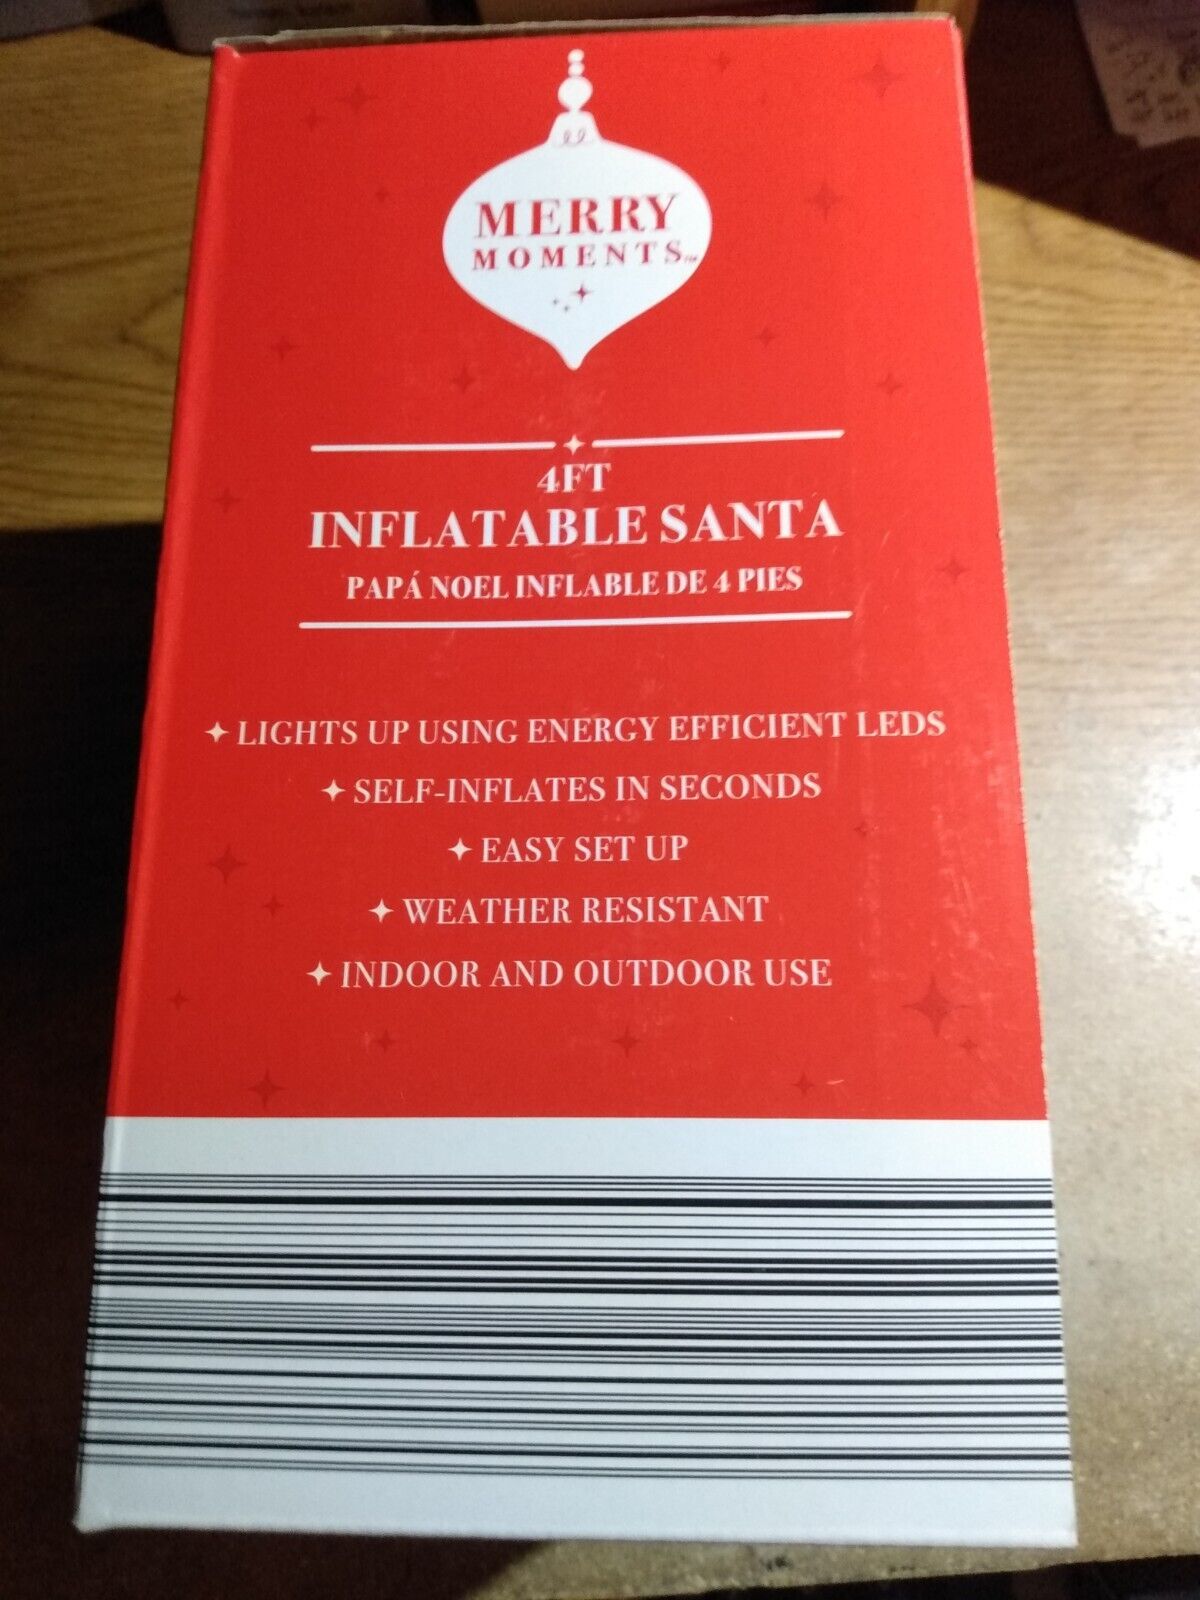 MERRY
MOMENTS™
4FT
INFLATABLE SANTA
PAPÁ NOEL INFLABLE DE 4 PIES
LIGHTS UP USING ENERGY EFFICIENT LEDS
SELF-INFLATES IN SECONDS
EASY SET UP
WEATHER RESISTANT
INDOOR AND OUTDOOR USE